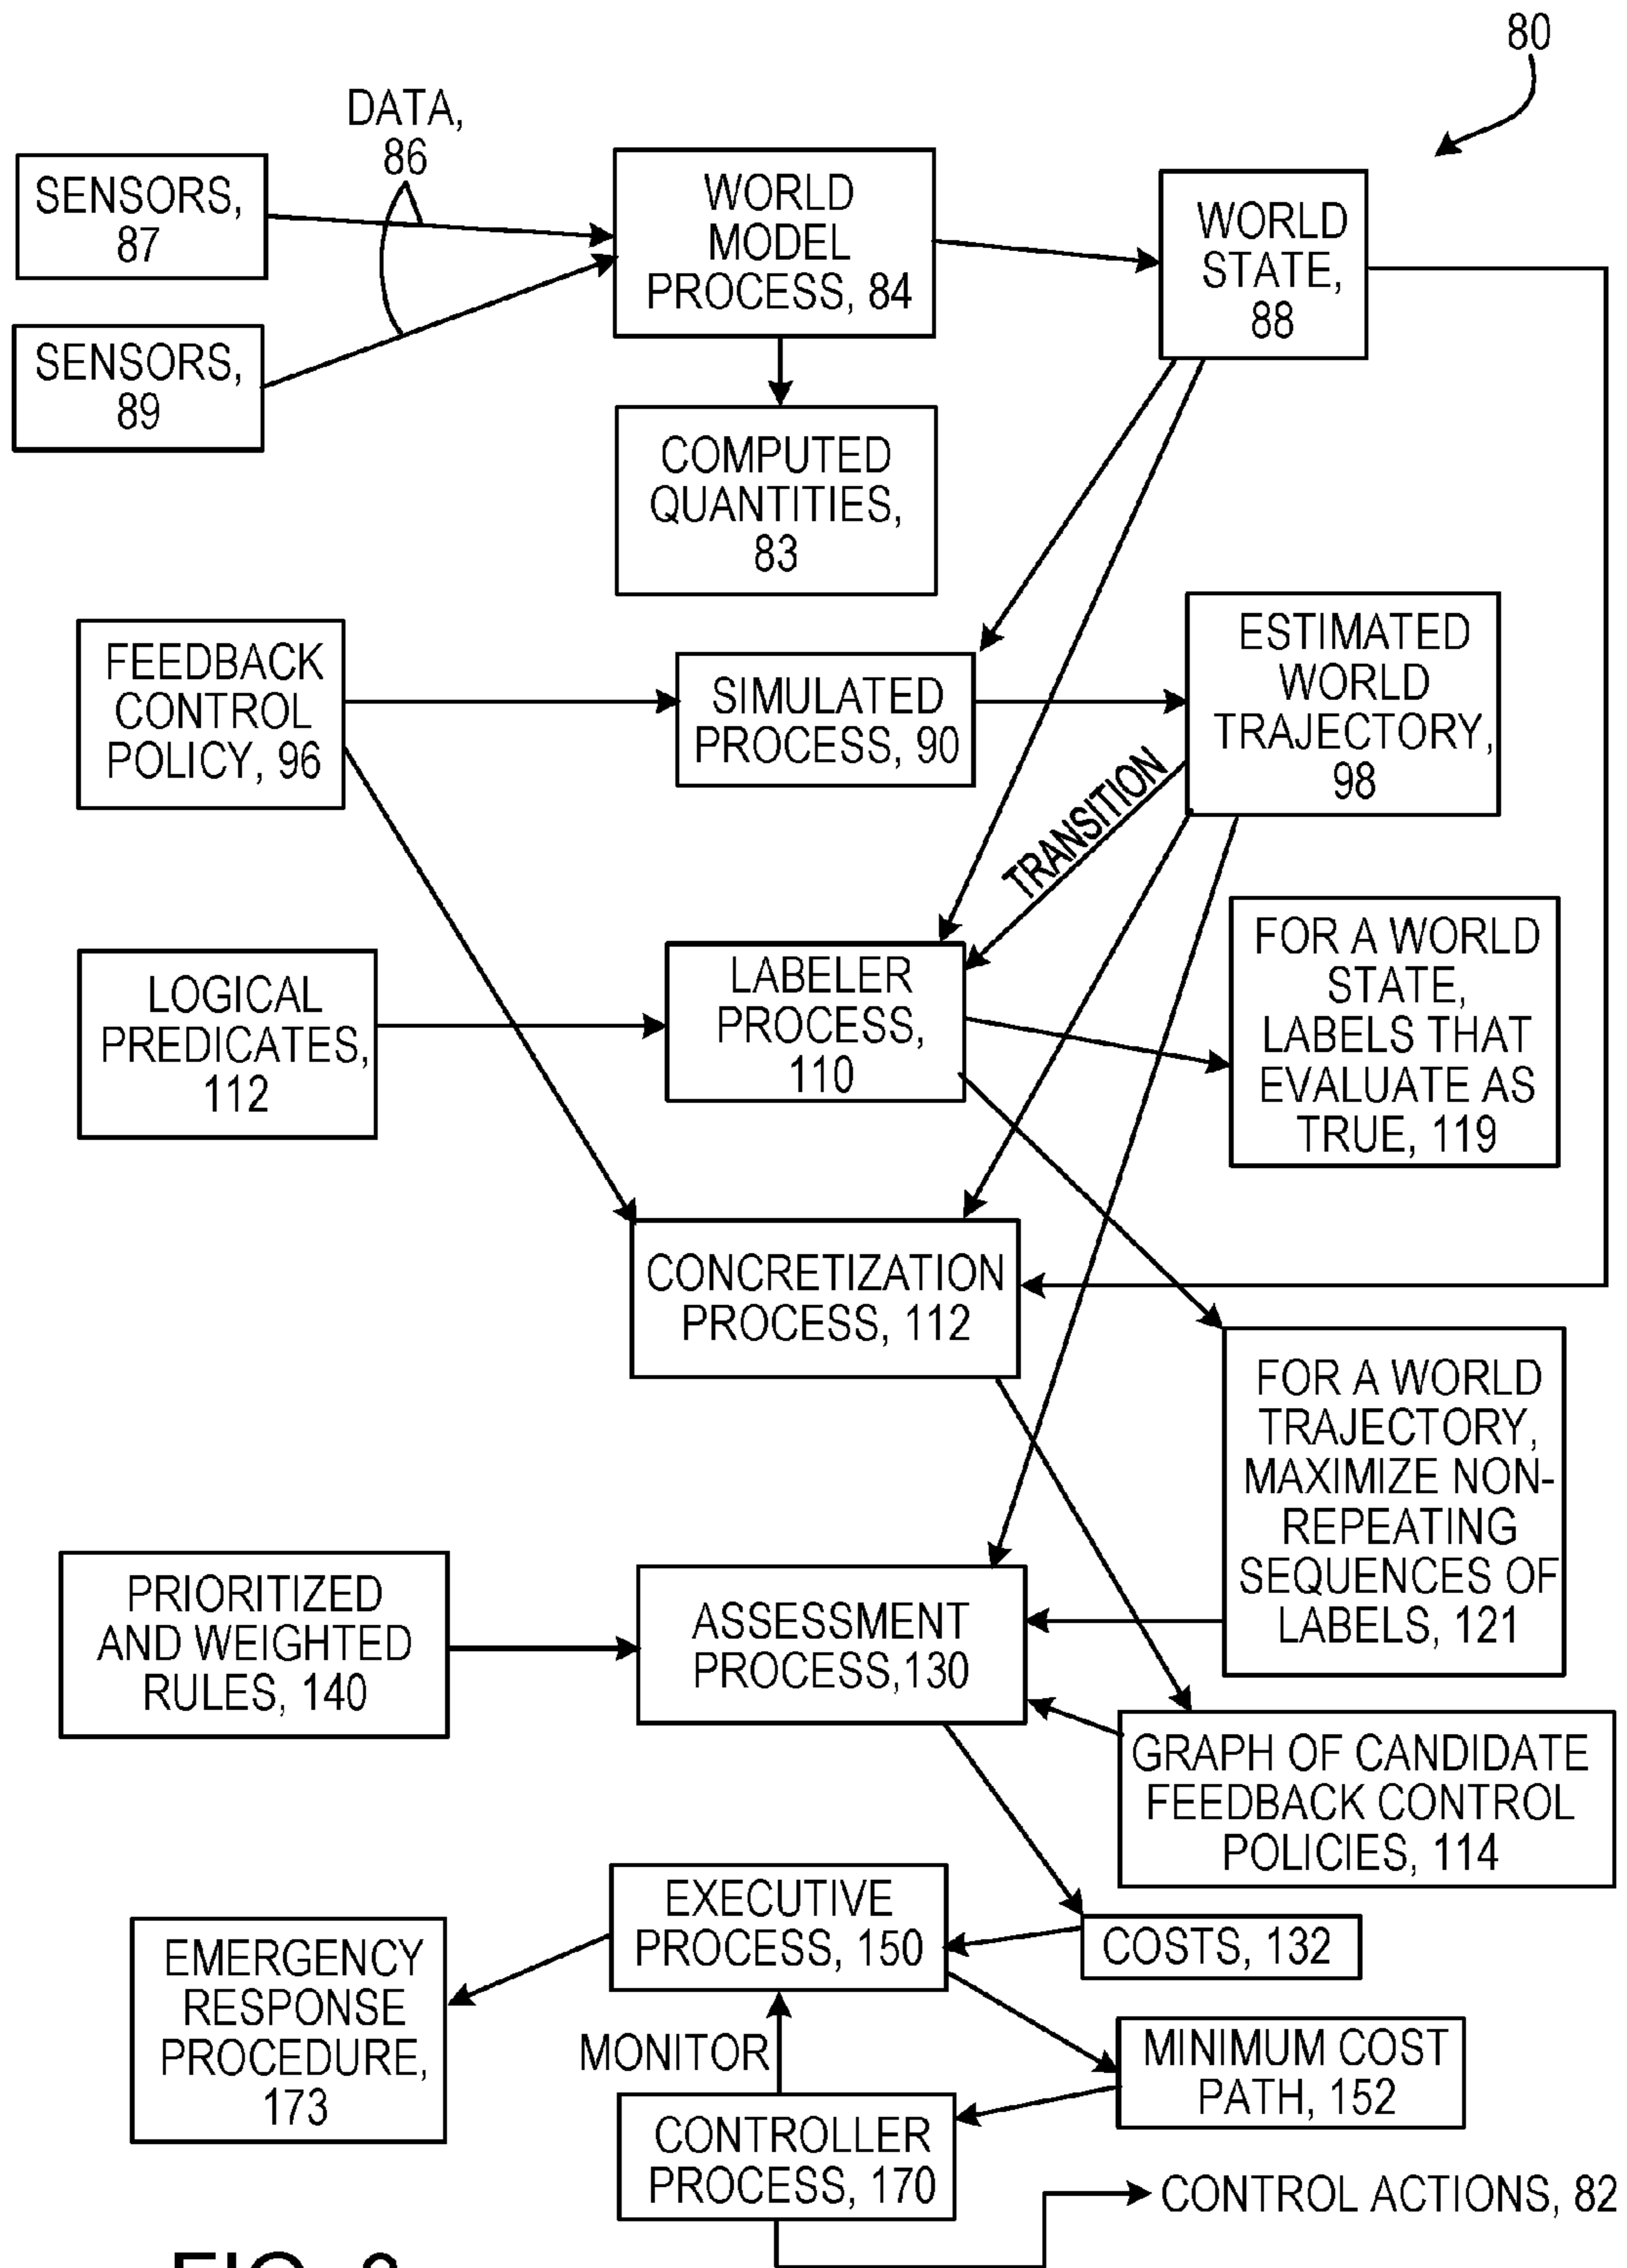 80
DATA,
86
SENSORS,
87
WORLD
MODEL
PROCESS, 84
WORLD
STATE,
88
SENSORS,
89
COMPUTED
QUANTITIES,
83
FEEDBACK
CONTROL
POLICY, 96
SIMULATED
PROCESS, 90
ESTIMATED
WORLD
TRAJECTORY,
98
TRANSITION
LOGICAL
PREDICATES,
112
LABELER
PROCESS,
110
FOR A WORLD
STATE,
LABELS THAT
EVALUATE AS
TRUE, 119
CONCRETIZATION
PROCESS, 112
FOR A WORLD
TRAJECTORY,
MAXIMIZE NON-
REPEATING
SEQUENCES OF
LABELS, 121
PRIORITIZED
AND WEIGHTED
RULES, 140
ASSESSMENT
PROCESS,130
GRAPH OF CANDIDATE
FEEDBACK CONTROL
POLICIES, 114
EXECUTIVE
PROCESS, 150
COSTS, 132
EMERGENCY
RESPONSE
PROCEDURE,
173
MONITOR
MINIMUM COST
PATH, 152
CONTROLLER
PROCESS, 170
CONTROL ACTIONS, 82